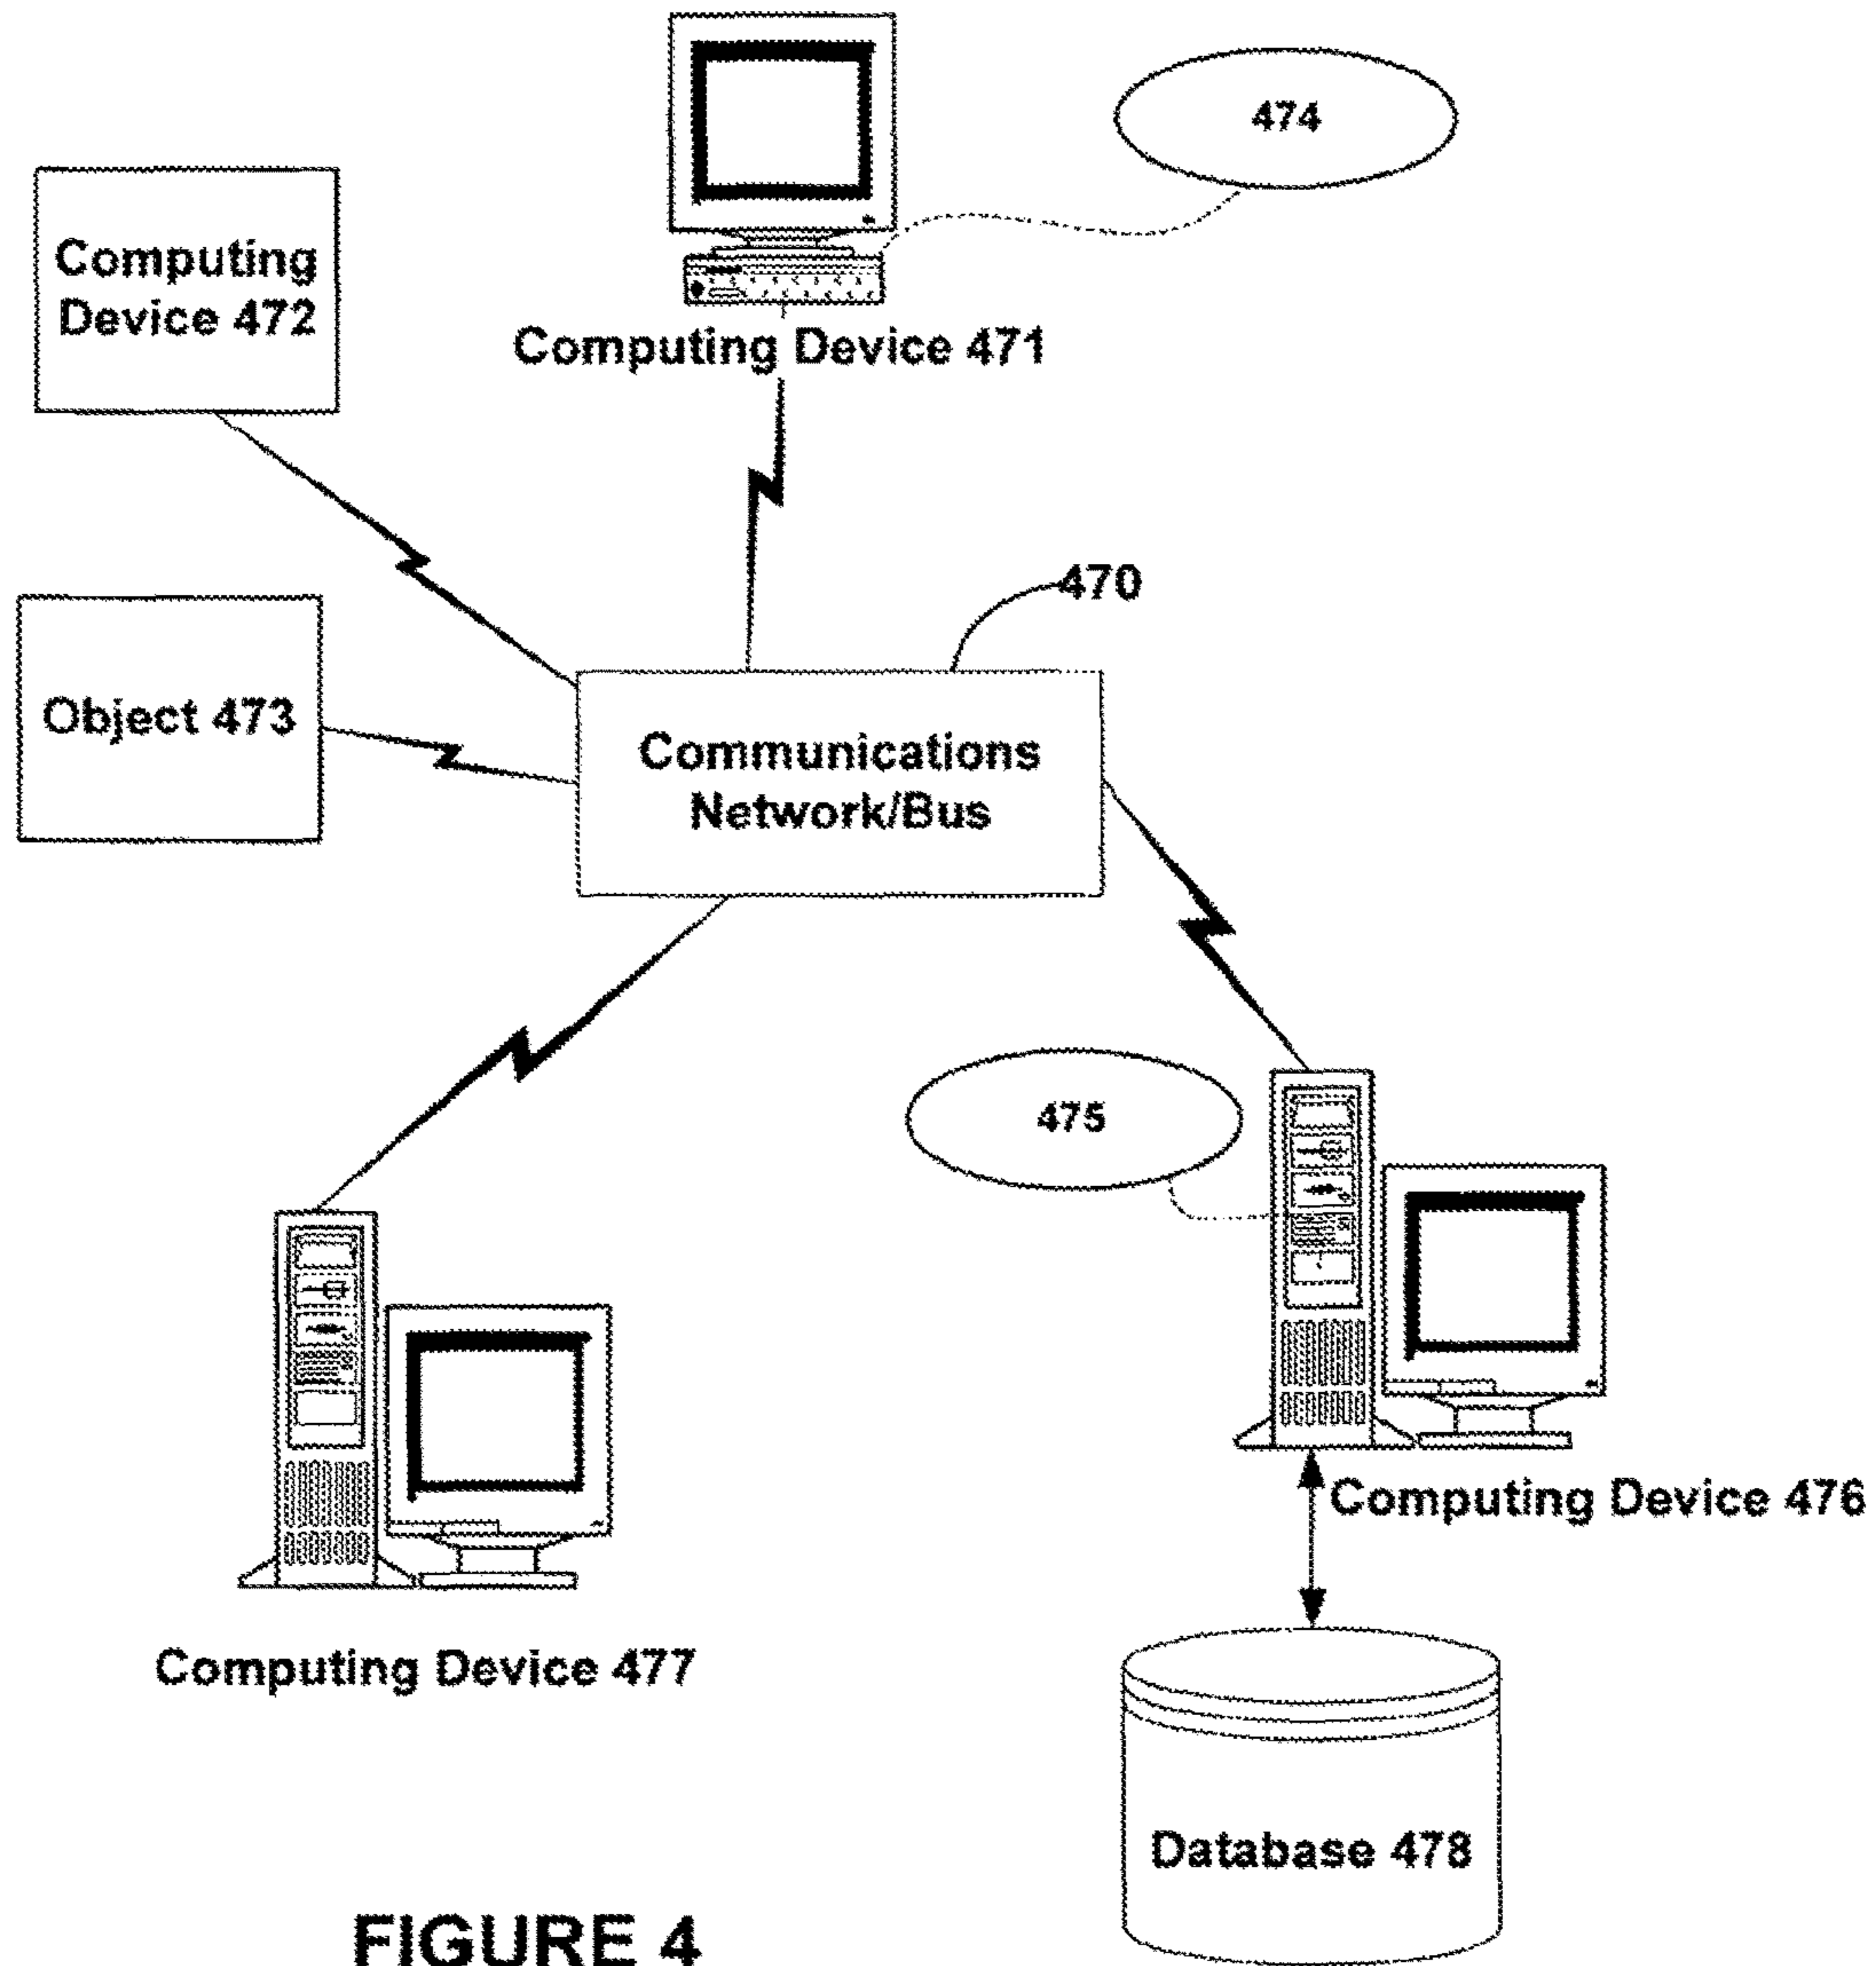 474
Computing
Device 472
Computing Device 471
470
Object 473
Communications
Network/Bus
475
Computing Device 476
Computing Device 477
Database 478
FIGURE 4